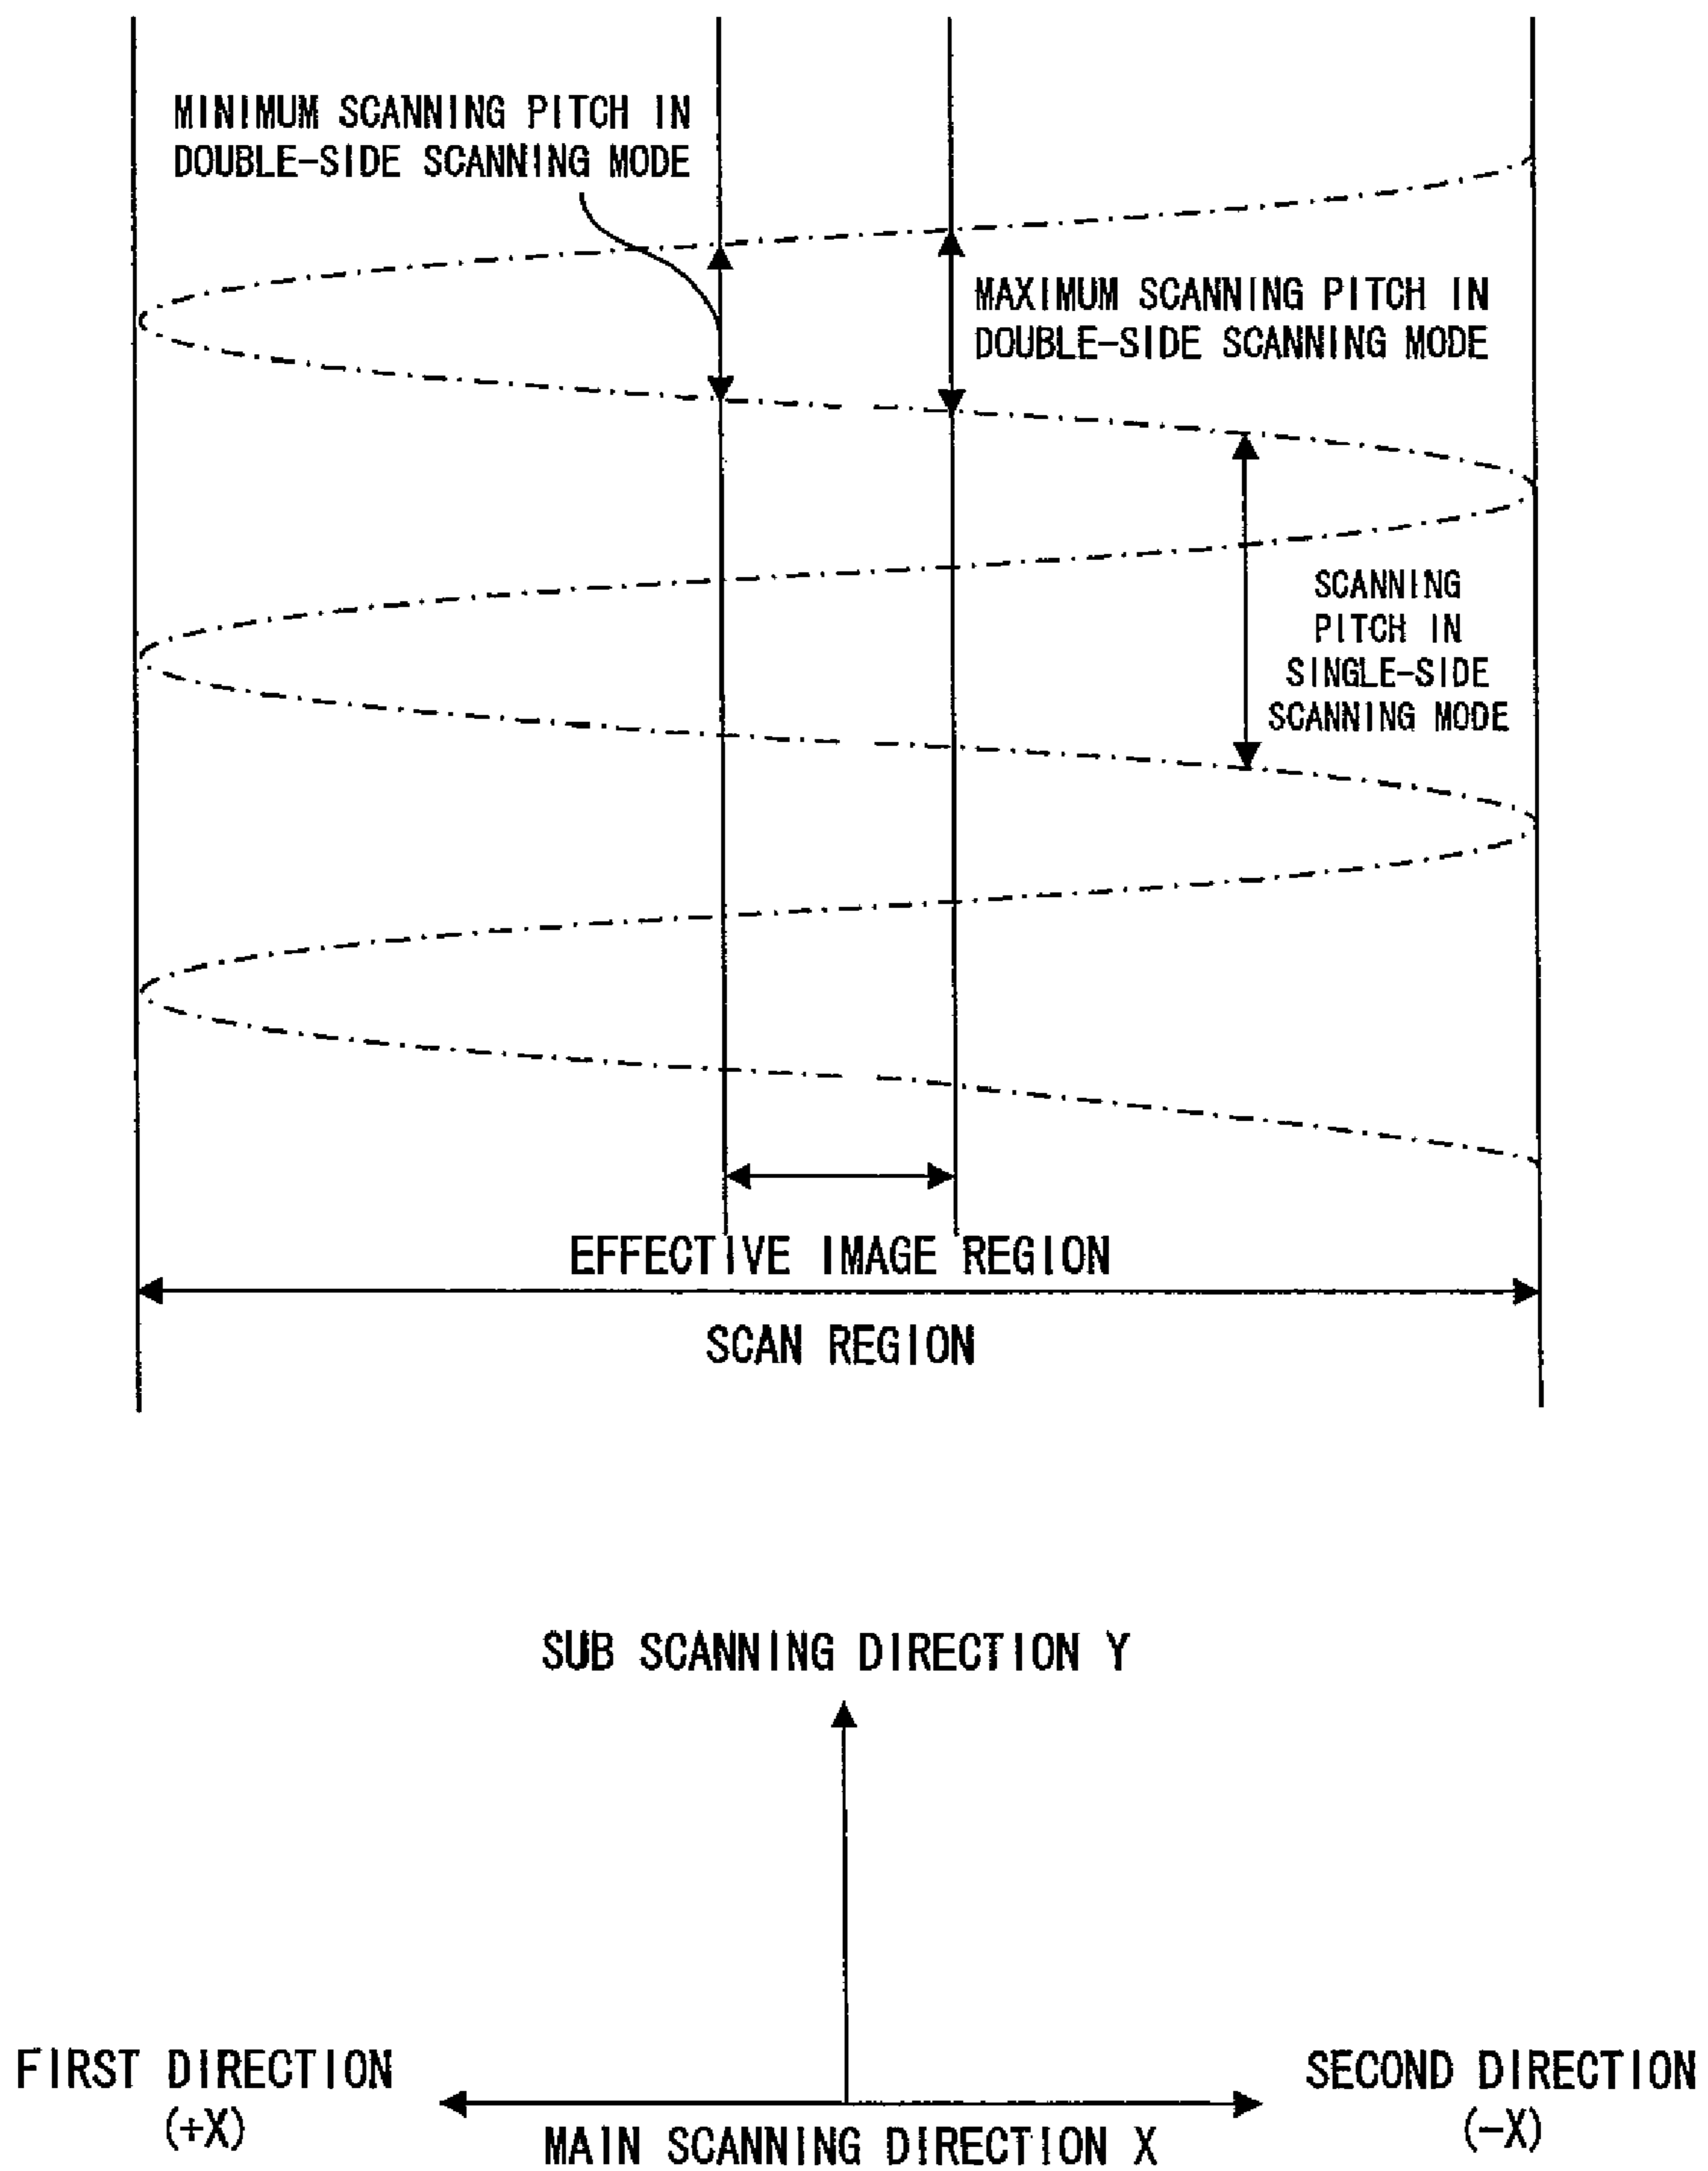 MINIMUM SCANNING PITCH IN
DOUBLE-SIDE SCANNING MODE
MAXIMUM SCANNING PITCH IN
DOUBLE-SIDE SCANNING MODE
SCANNING
PITCH IN
SINGLE-SIDE
SCANNING MODE
EFFECTIVE IMAGE REGION
SCAN REGION
SUB SCANNING DIRECTION Y
FIRST DIRECTION
(+X)
SECOND DIRECTION
(-X)
MAIN SCANNING DIRECTION X